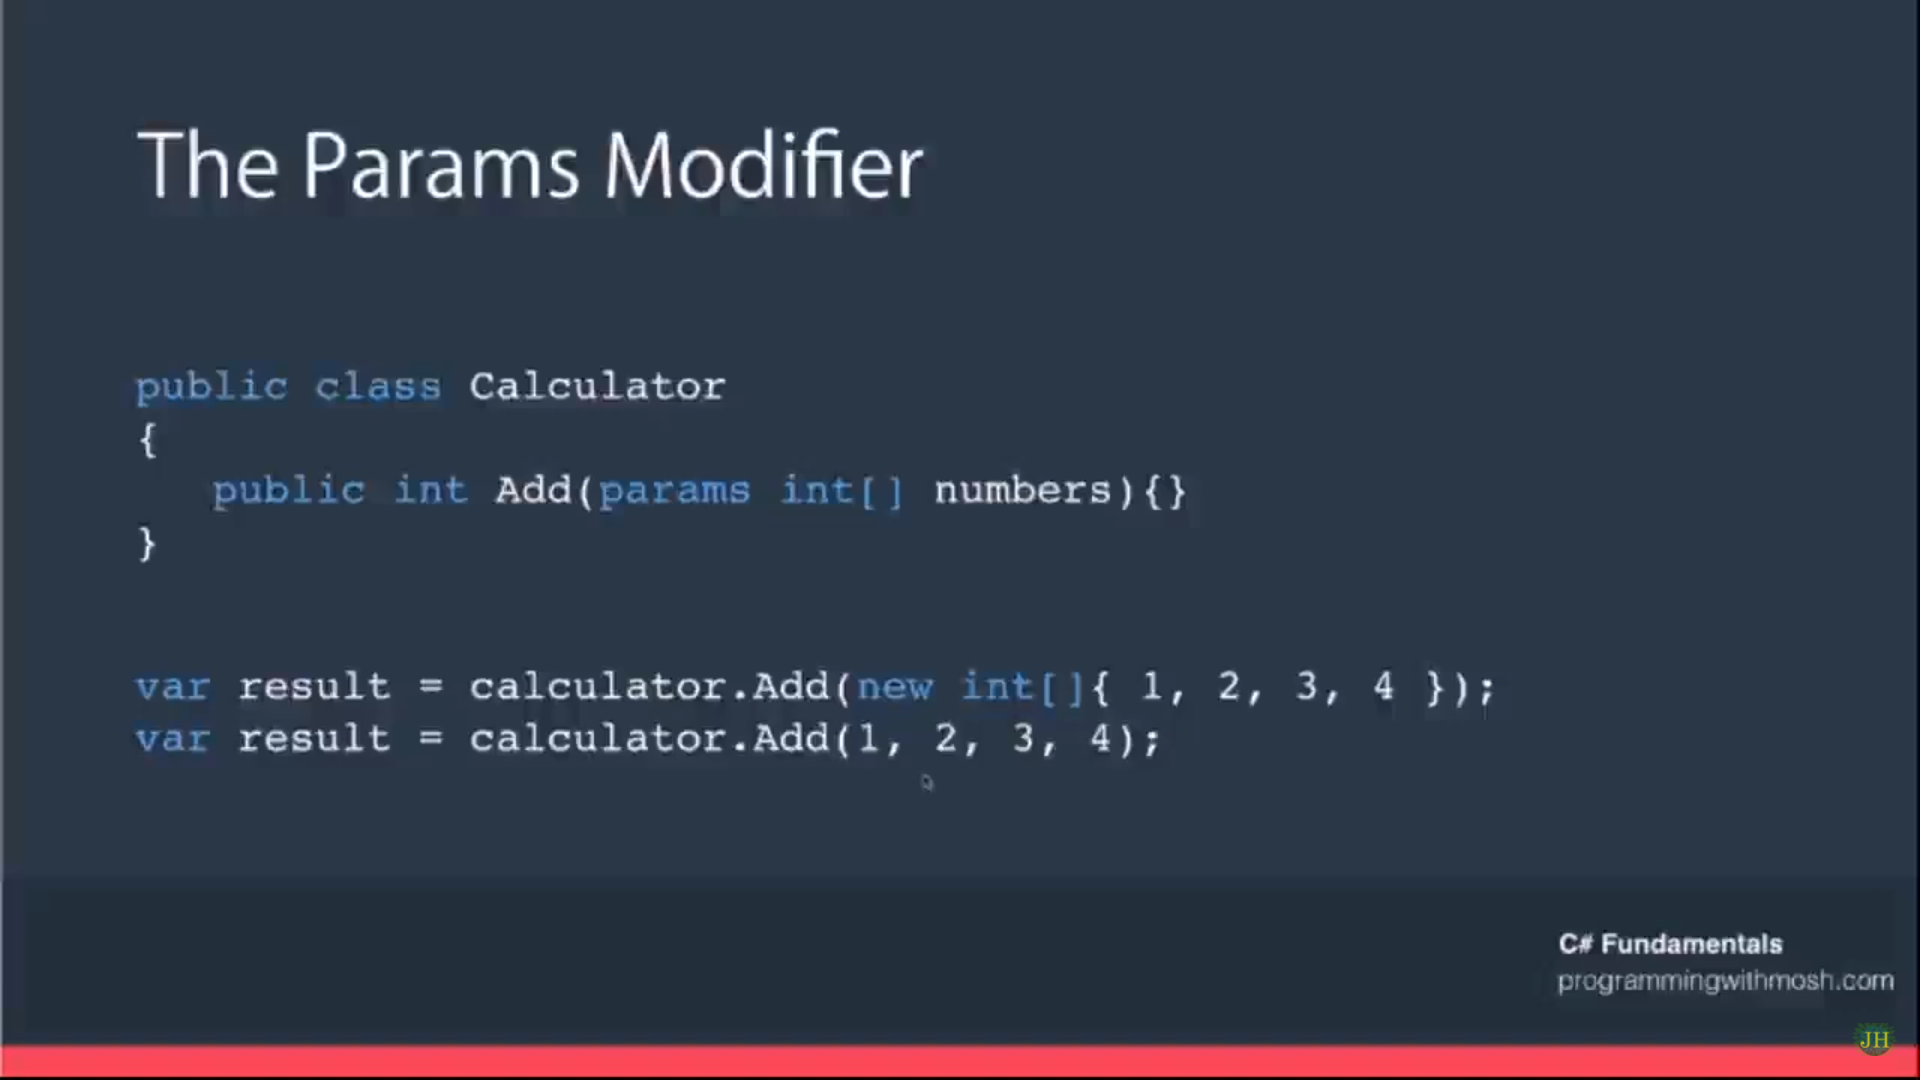 The Params Modifier
public class Calculator
{
public int Add(params int[] numbers){}
}
var result = calculator.Add(new int[]{ 1, 2, 3, 4 });
var result = calculator.Add(1, 2, 3, 4);
C# Fundamentals
programmingwithmosh.com
JH